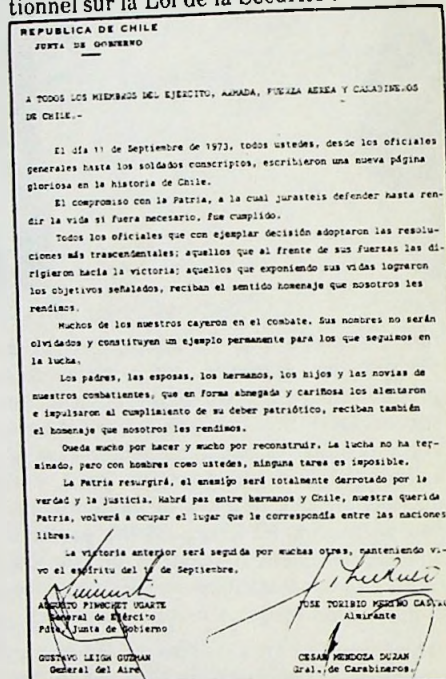 tionnel sur la Loi de la Sécurité
REPUBLICA DE CHILE
JUNTA DE GOBIERNO
A TODOS LOS MIEMBROS DEL EJERCITO, ARMADA, FUERZA AEREA Y CARABINEROS
DE CHILE.-
El día 11 de Septiembre de 1973, todos ustedes, desde los oficiales
generales hasta los soldados conscriptos, escribieron una nueva página
gloriosa en la historia de Chile.
El compromiso con la Patria, a la cual jurasteis defender hasta ren-
dir la vida si fuera necesario, fue cumplido.
Todos los oficiales que con ejemplar decisión adoptaron las resolu-
ciones más trascendentales; aquellos que al frente de sus fuerzas las di-
rigieron hacia la victoria; aquellos que exponiendo sus vidas lograron
los objetivos señalados, reciban el sentido homenaje que nosotros les
rendimos.
Muchos de los nuestros cayeron en el combate. Sus nombres no serán
olvidados y constituyen un ejemplo permanente para los que seguimos en
la lucha.
Los padres, las esposas, los hermanos, los hijos y las novias de
nuestros combatientes, que en forma abnegada y cariñosa los alentaron
e impulsaron al cumplimiento de su deber patriótico, reciban también
el homenaje que nosotros les rendimos.
Queda mucho por hacer y mucho por reconstruir. La lucha no ha ter-
minado, pero con hombres como ustedes, ninguna tarea es imposible.
La Patria resurgirá, el enemigo será totalmente derrotado por la
verdad y la justicia. Habrá paz entre hermanos y Chile, nuestra querida
Patria, volverá a ocupar el lugar que le correspondía entre las naciones
libres.
La victoria anterior será seguida por muchas otras, manteniendo vi-
vo el espíritu del 11 de Septiembre.
AUGUSTO PINOCHET UGARTE
General de Ejército
Pdte. Junta de Gobierno
JOSE TORIBIO MERINO CASTRO
Almirante
GUSTAVO LEIGH GUZMAN
General del Aire
CESAR MENDOZA DURAN
Gral. de Carabineros.